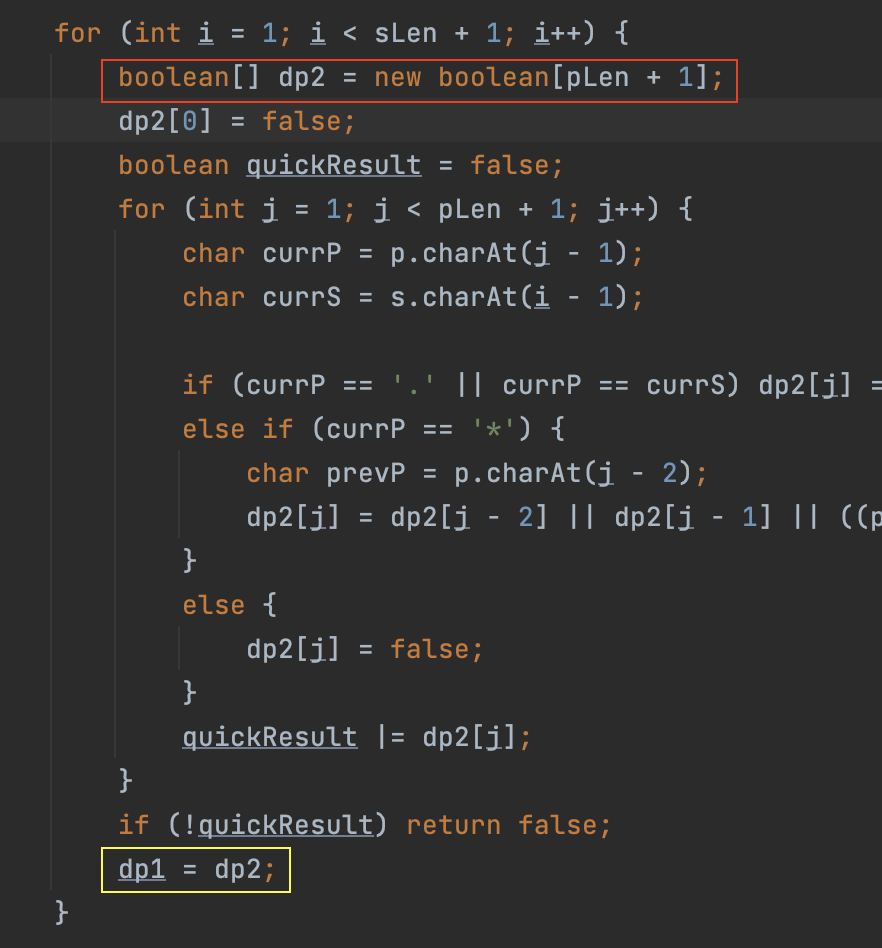 for (int i = 1; i < sLen + 1; i++) {
boolean[] dp2 = new boolean[pLen + 1];
dp2[0] = false;
boolean quickResult = false;
for (int j = 1; j < pLen + 1; j++) {
char currP = p.charAt(j - 1);
char currS = s.charAt(i - 1);
if (currP == '.' || currP == currS) dp2[j] =
else if (currP == '*') {
char prevP = p.charAt(j - 2);
dp2[j] = dp2[j - 2] || dp2[j - 1] || ((p
}
else {
dp2[j] = false;
}
quickResult |= dp2[j];
}
if (!quickResult) return false;
dp1 = dp2;
}